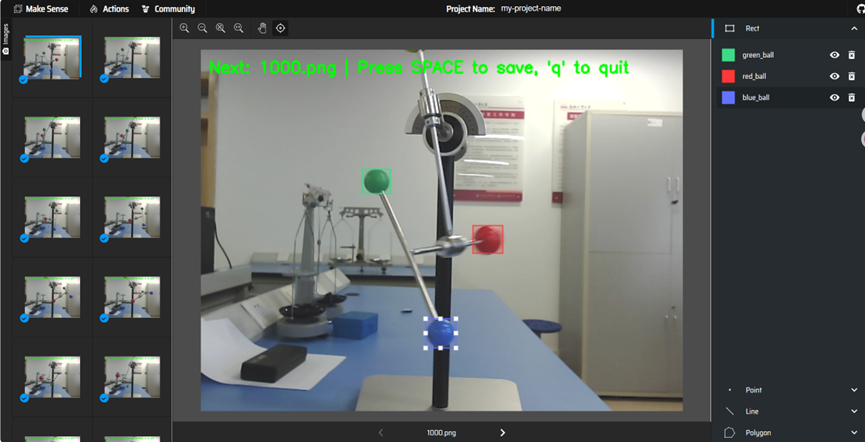 Make Sense Actions Community Project Name: my-project-name
Images
Next: 1000.png | Press SPACE to save, 'q' to quit
Rect
green_ball
red_ball
blue_ball
Point
Line
Polygon
1000.png